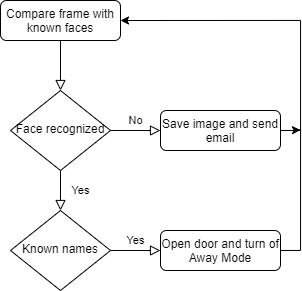 Compare frame with
known faces
No
Face recognized
Save image and send
email
Yes
Yes
Known names
Open door and turn of
Away Mode